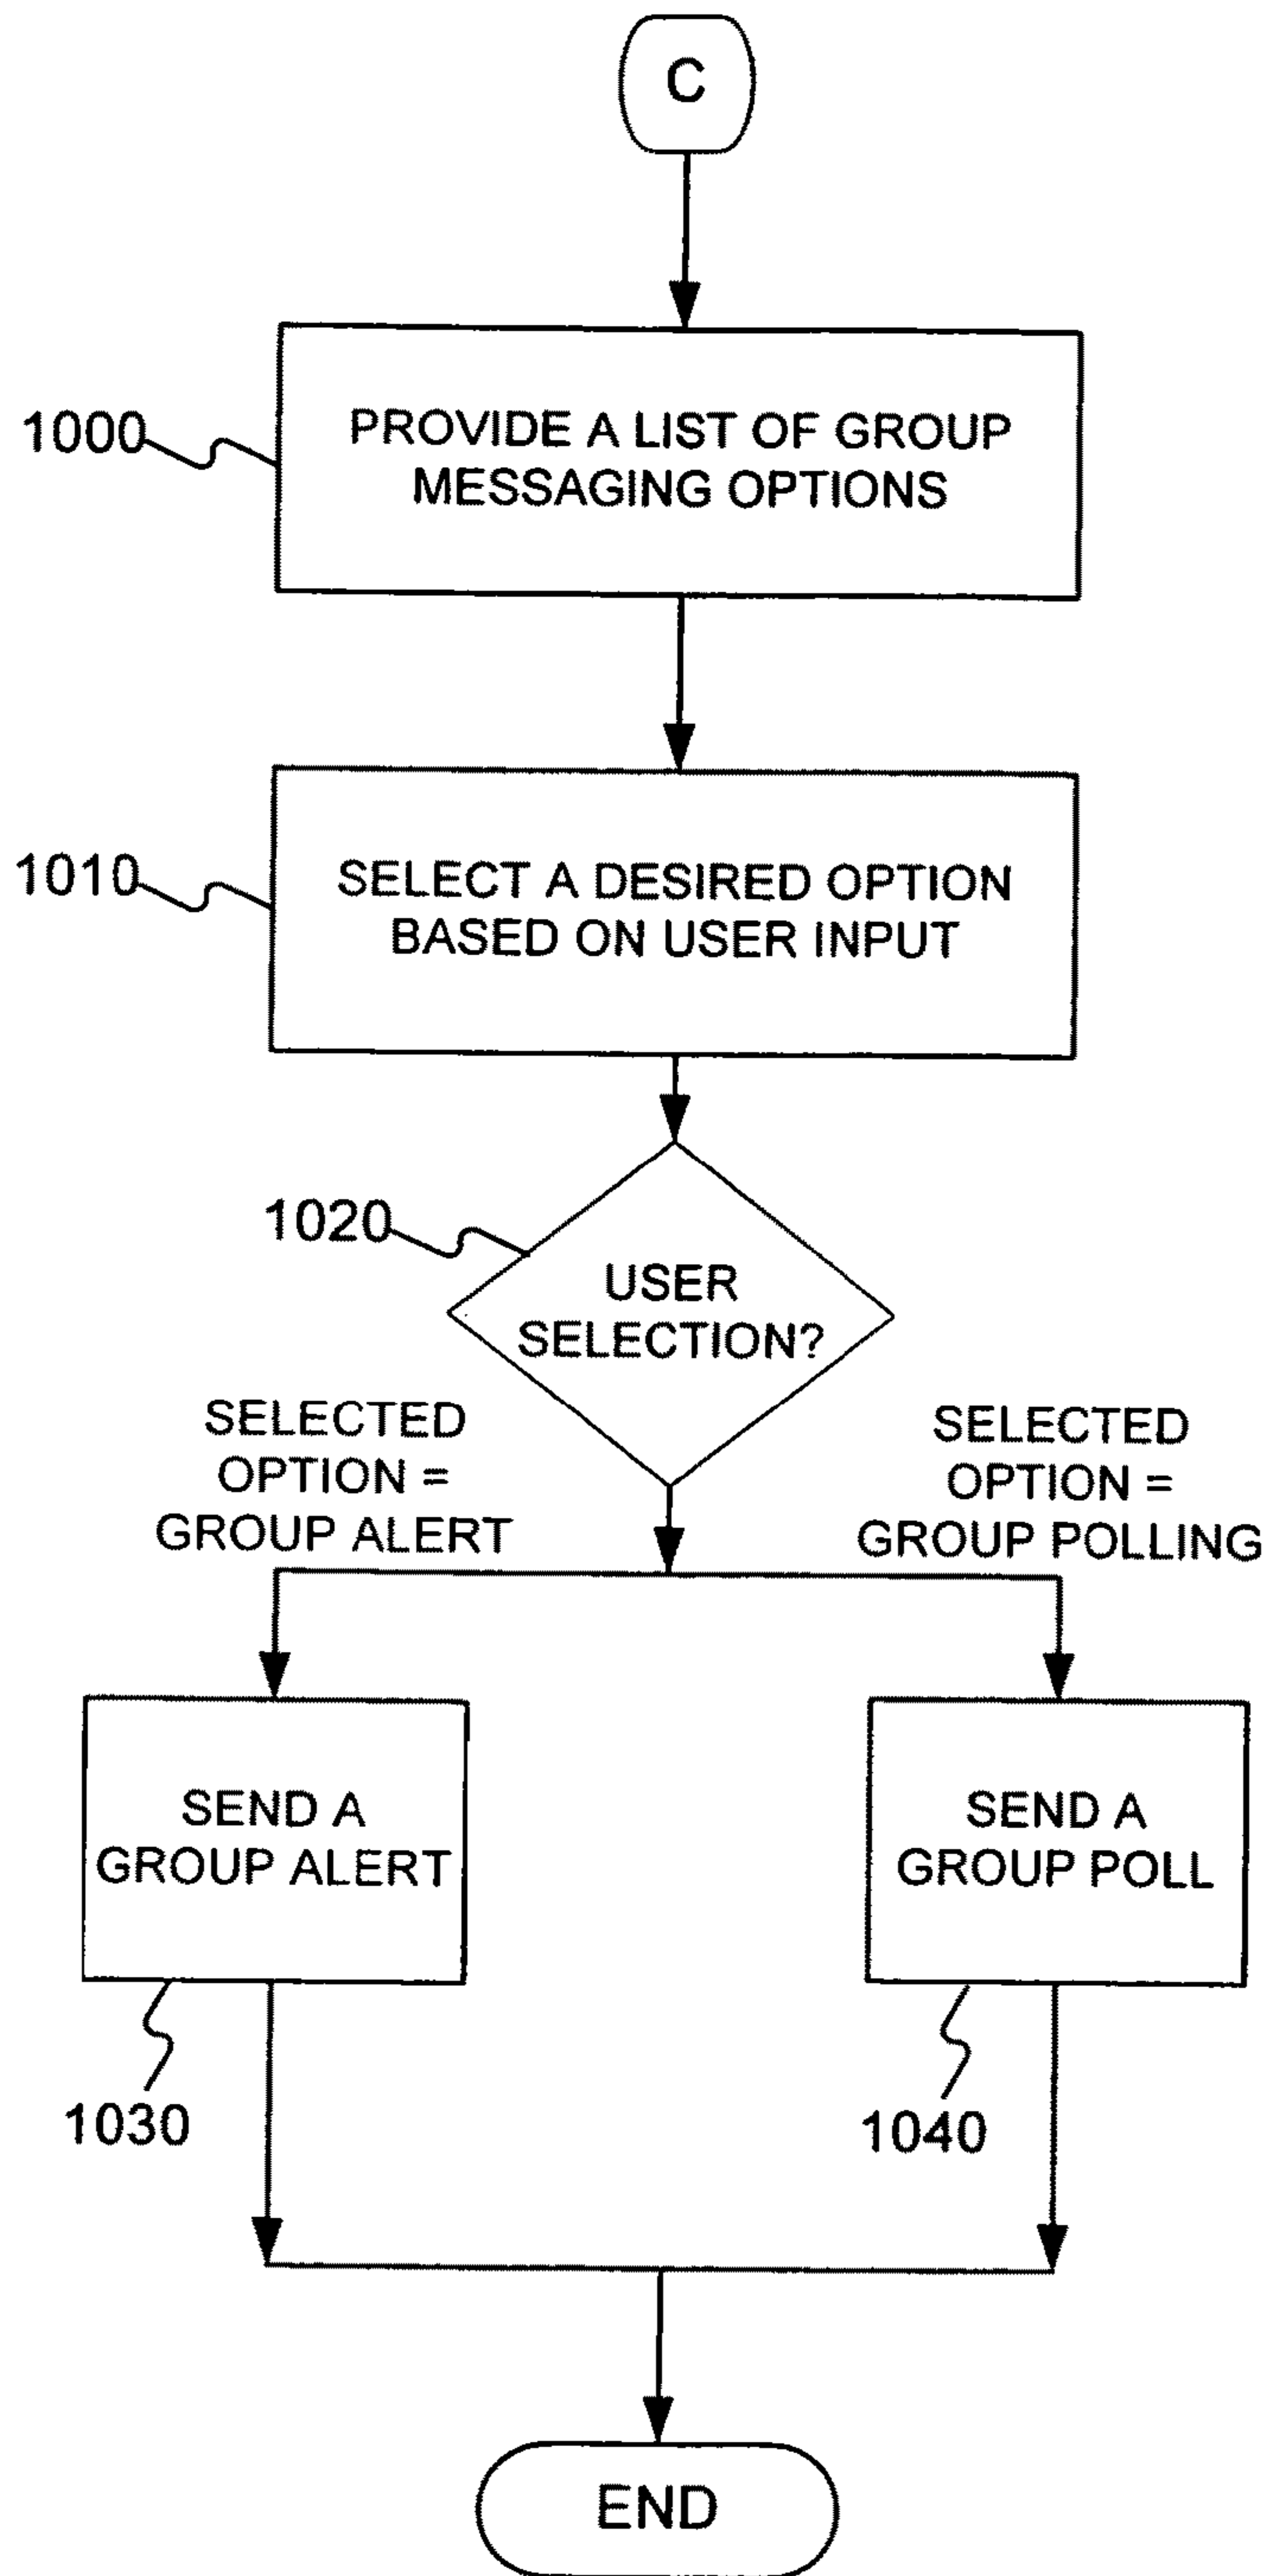 C
1000
PROVIDE A LIST OF GROUP
MESSAGING OPTIONS
1010
SELECT A DESIRED OPTION
BASED ON USER INPUT
1020
USER
SELECTION?
SELECTED
OPTION =
GROUP ALERT
SELECTED
OPTION =
GROUP POLLING
SEND A
GROUP ALERT
SEND A
GROUP POLL
1030
1040
END